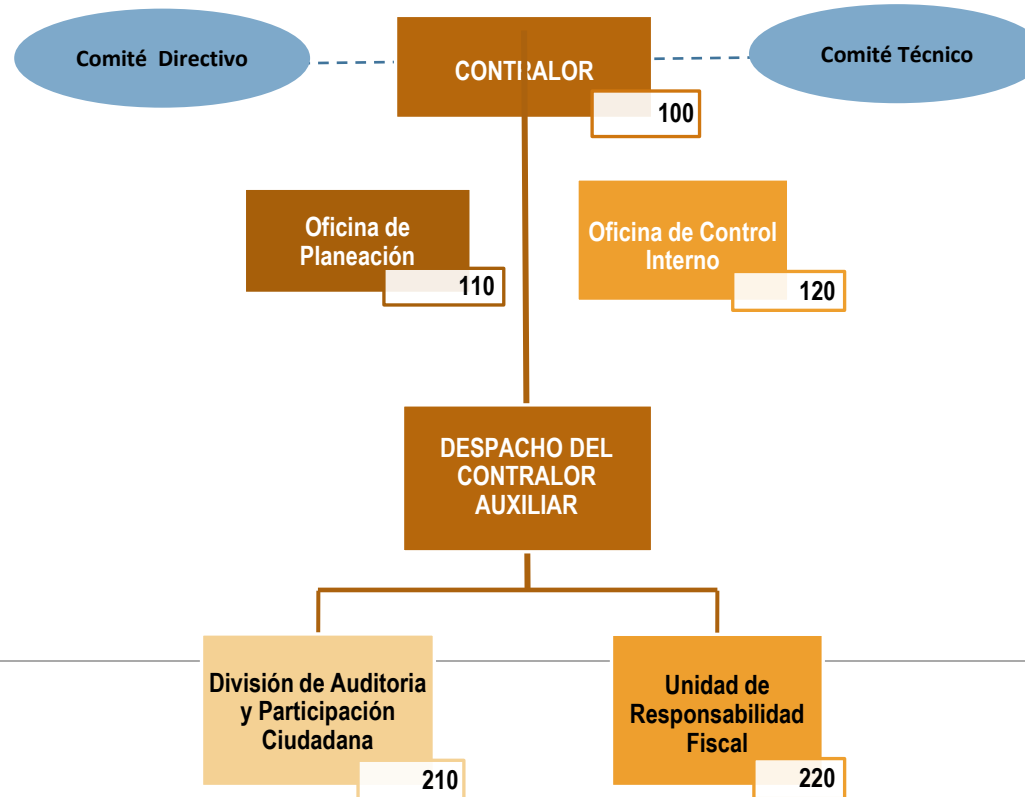 Comité Directivo
CONTRALOR
100
Comité Técnico
Oficina de
Planeación
110
Oficina de Control
Interno
120
DESPACHO DEL
CONTRALOR
AUXILIAR
División de Auditoria
y Participación
Ciudadana
210
Unidad de
Responsabilidad
Fiscal
220